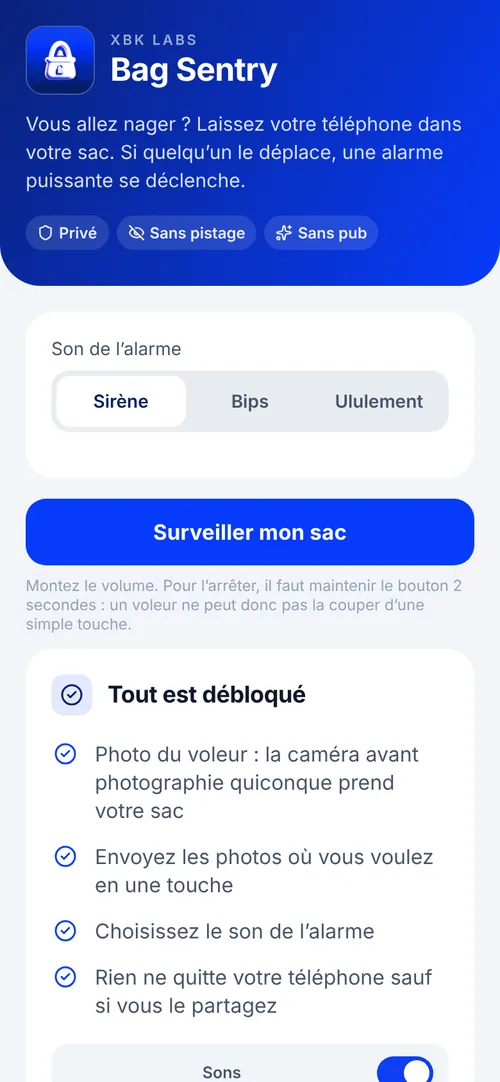 XBK LABS
Bag Sentry
Vous allez nager ? Laissez votre téléphone dans
votre sac. Si quelqu’un le déplace, une alarme
puissante se déclenche.
Privé
Sans pistage
Sans pub
Son de l’alarme
Sirène
Bips
Ululement
Surveiller mon sac
Montez le volume. Pour l’arrêter, il faut maintenir le bouton 2
secondes : un voleur ne peut donc pas la couper d’une
simple touche.
Tout est débloqué
Photo du voleur : la caméra avant
photographie quiconque prend
votre sac
Envoyez les photos où vous voulez
en une touche
Choisissez le son de l’alarme
Rien ne quitte votre téléphone sauf
si vous le partagez
Sons